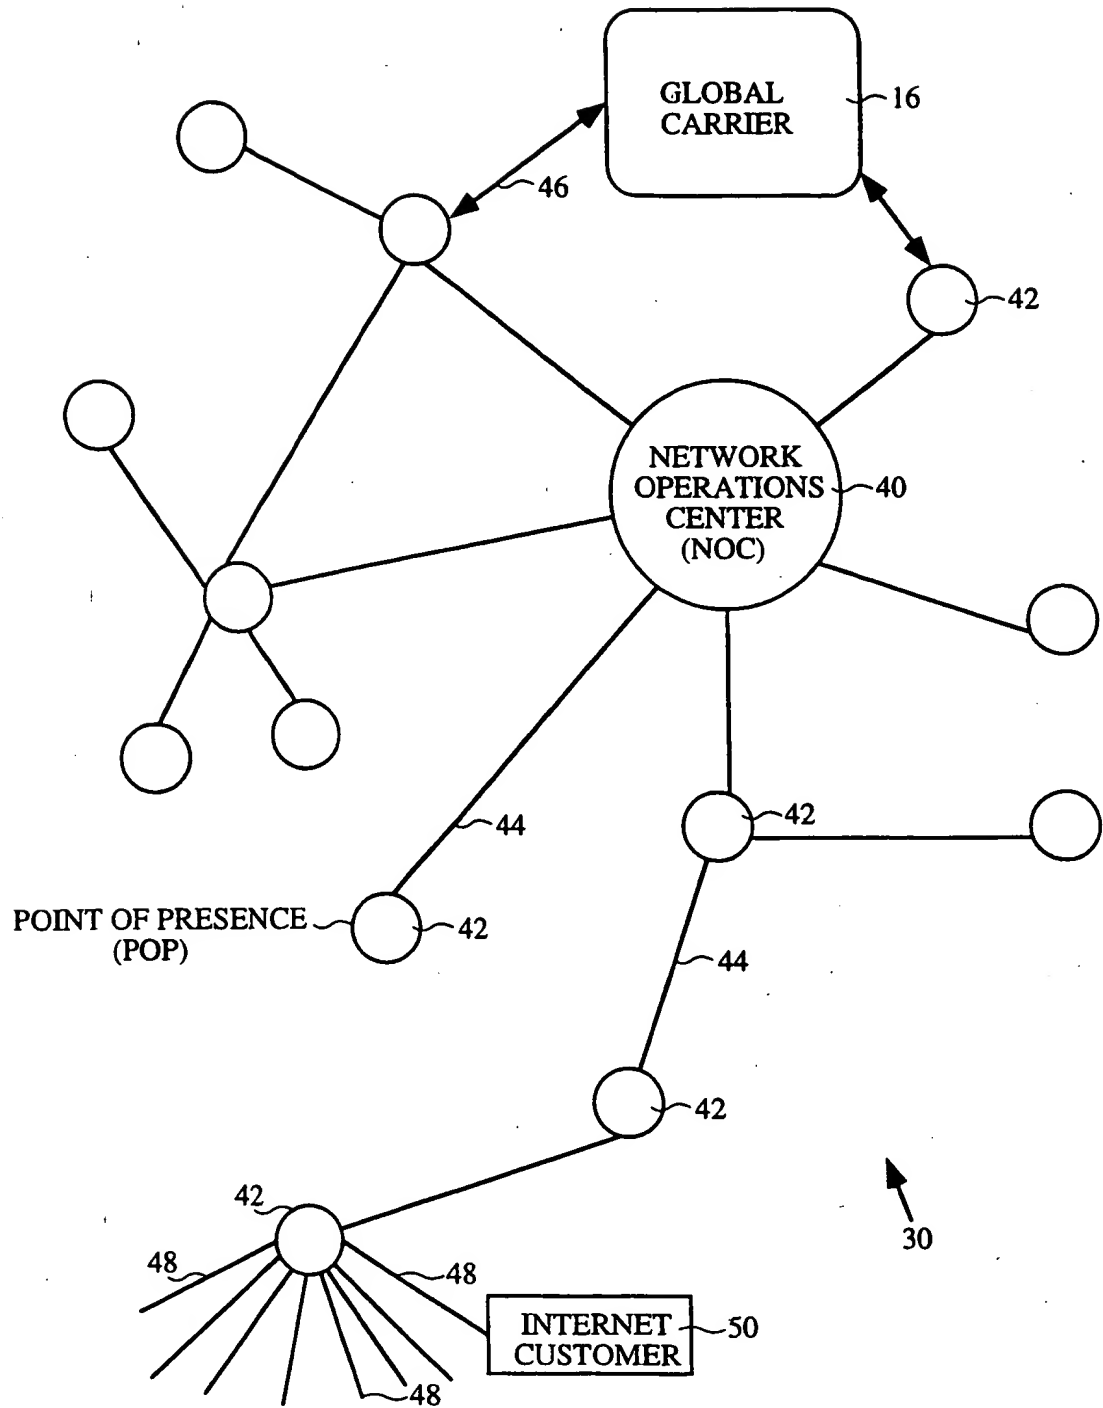 GLOBAL
CARRIER
16
46
42
NETWORK
OPERATIONS
CENTER
(NOC)
40
44
42
POINT OF PRESENCE
(POP)
42
44
42
42
30
48
48
INTERNET
CUSTOMER
50
48